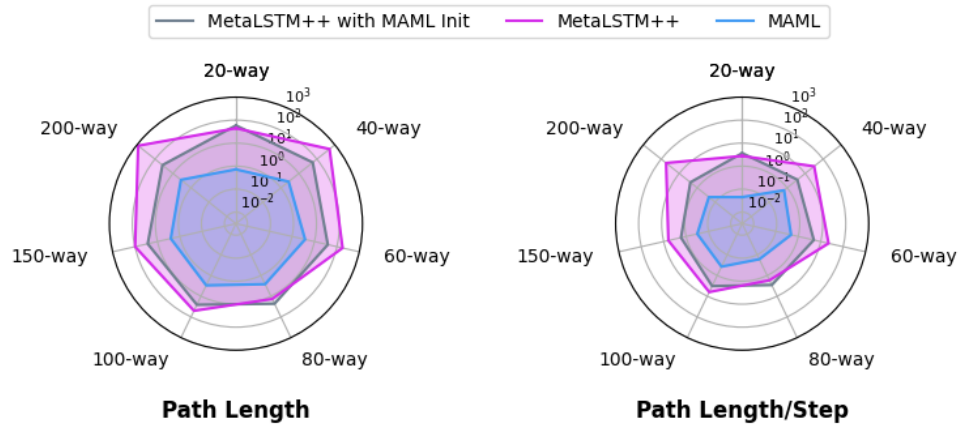 MetaLSTM++ with MAML Init MetaLSTM++ MAML
20-way
40-way
60-way
80-way
100-way
150-way
200-way
10^3
10^2
10^1
10^0
10^-1
10^-2
Path Length
20-way
40-way
60-way
80-way
100-way
150-way
200-way
10^3
10^2
10^1
10^0
10^-1
10^-2
Path Length/Step